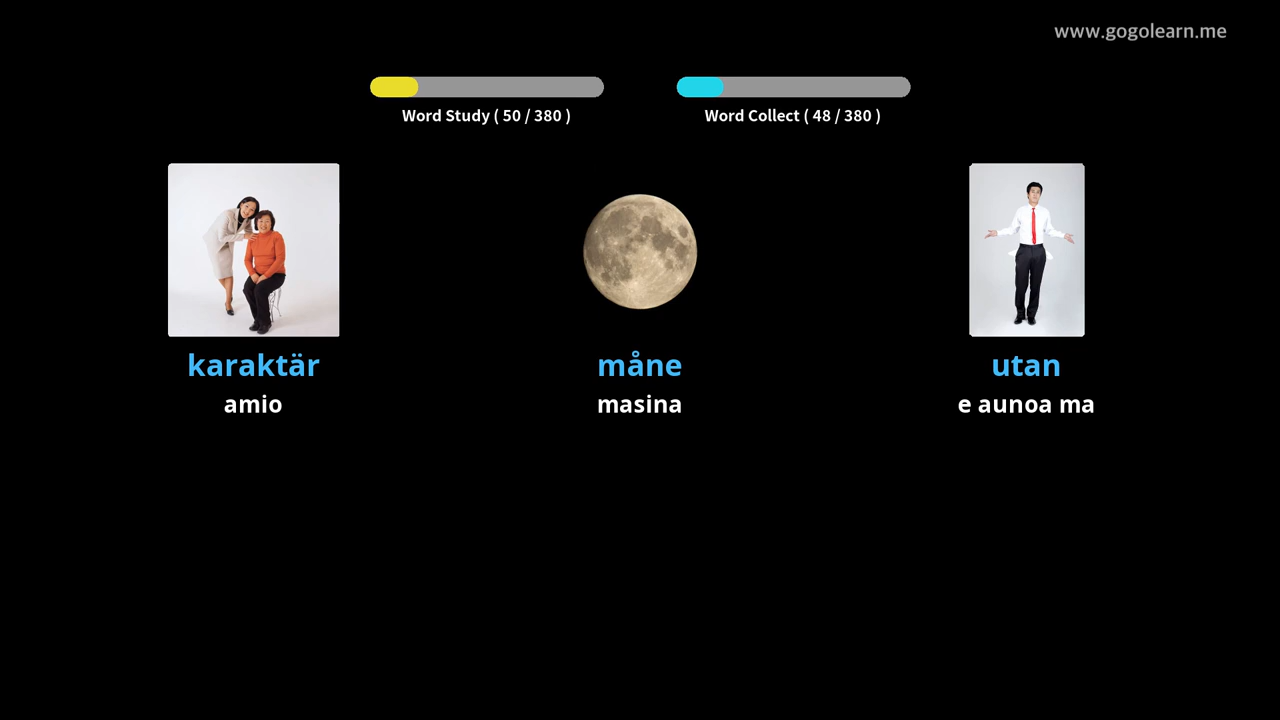 www.gogolearn.me
Word Study ( 50 / 380 )
Word Collect ( 48 / 380 )
karaktär
måne
utan
amio
masina
e aunoa ma